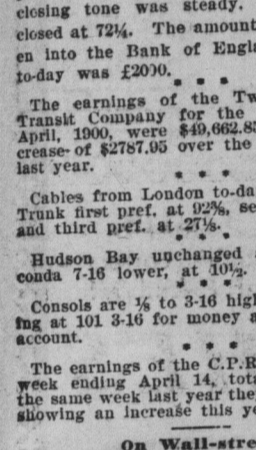 closing tone was steady.
closed at 72¼. The amount
en into the Bank of Engla
to-day was £2000.
* * *
The earnings of the Tw
Transit Company for the
April, 1900, were $49,662.85
crease- of $2787.95 over the
last year.
* * *
Cables from London to-da
Trunk first pref. at 92⅝, se
and third pref. at 27⅛.
* * *
Hudson Bay unchanged a
conda 7-16 lower, at 10½.
* * *
Consols are ⅛ to 3-16 high
ing at 101 3-16 for money a
account.
* * *
The earnings of the C.P.R
week ending April 14, tota
the same week last year the
showing an increase this ye
On Wall-stre